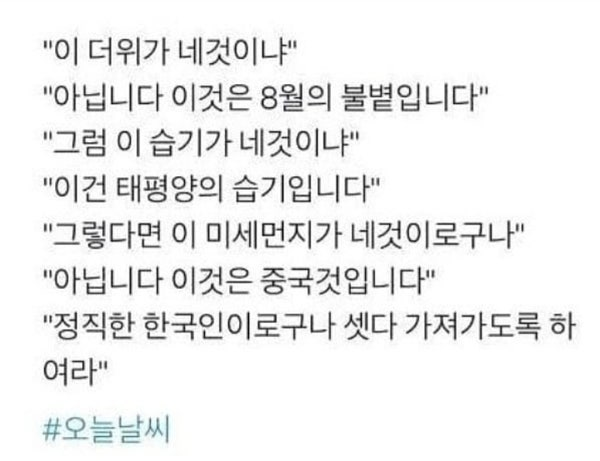 "이 더위가 네것이냐"
"아닙니다 이것은 8월의 불볕입니다"
"그럼 이 습기가 네것이냐"
"이건 태평양의 습기입니다"
"그렇다면 이 미세먼지가 네것이로구나"
"아닙니다 이것은 중국것입니다"
"정직한 한국인이로구나 셋다 가져가도록 하
여라"
#오늘날씨